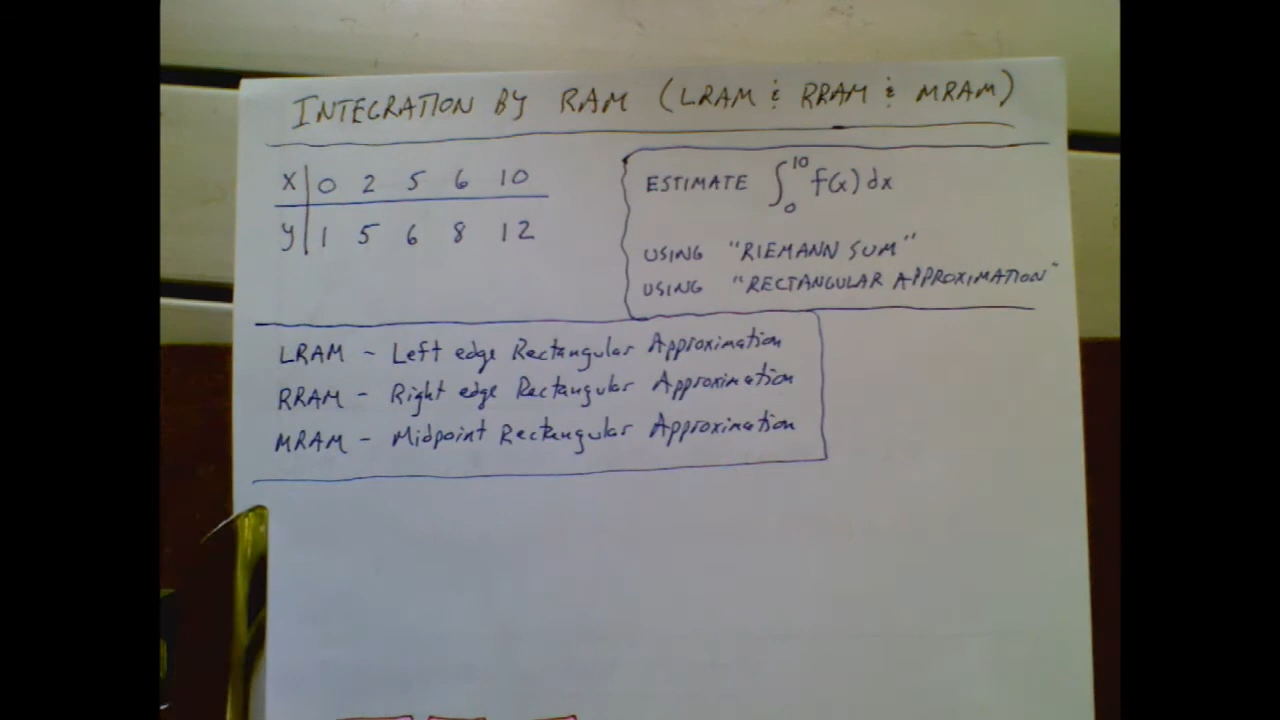 INTEGRATION BY RAM (LRAM & RRAM & MRAM)
X 0 2 5 6 10
y 1 5 6 8 12
ESTIMATE ∫₀¹⁰ f(x) dx
USING "RIEMANN SUM"
USING "RECTANGULAR APPROXIMATION"
LRAM - Left edge Rectangular Approximation
RRAM - Right edge Rectangular Approximation
MRAM - Midpoint Rectangular Approximation